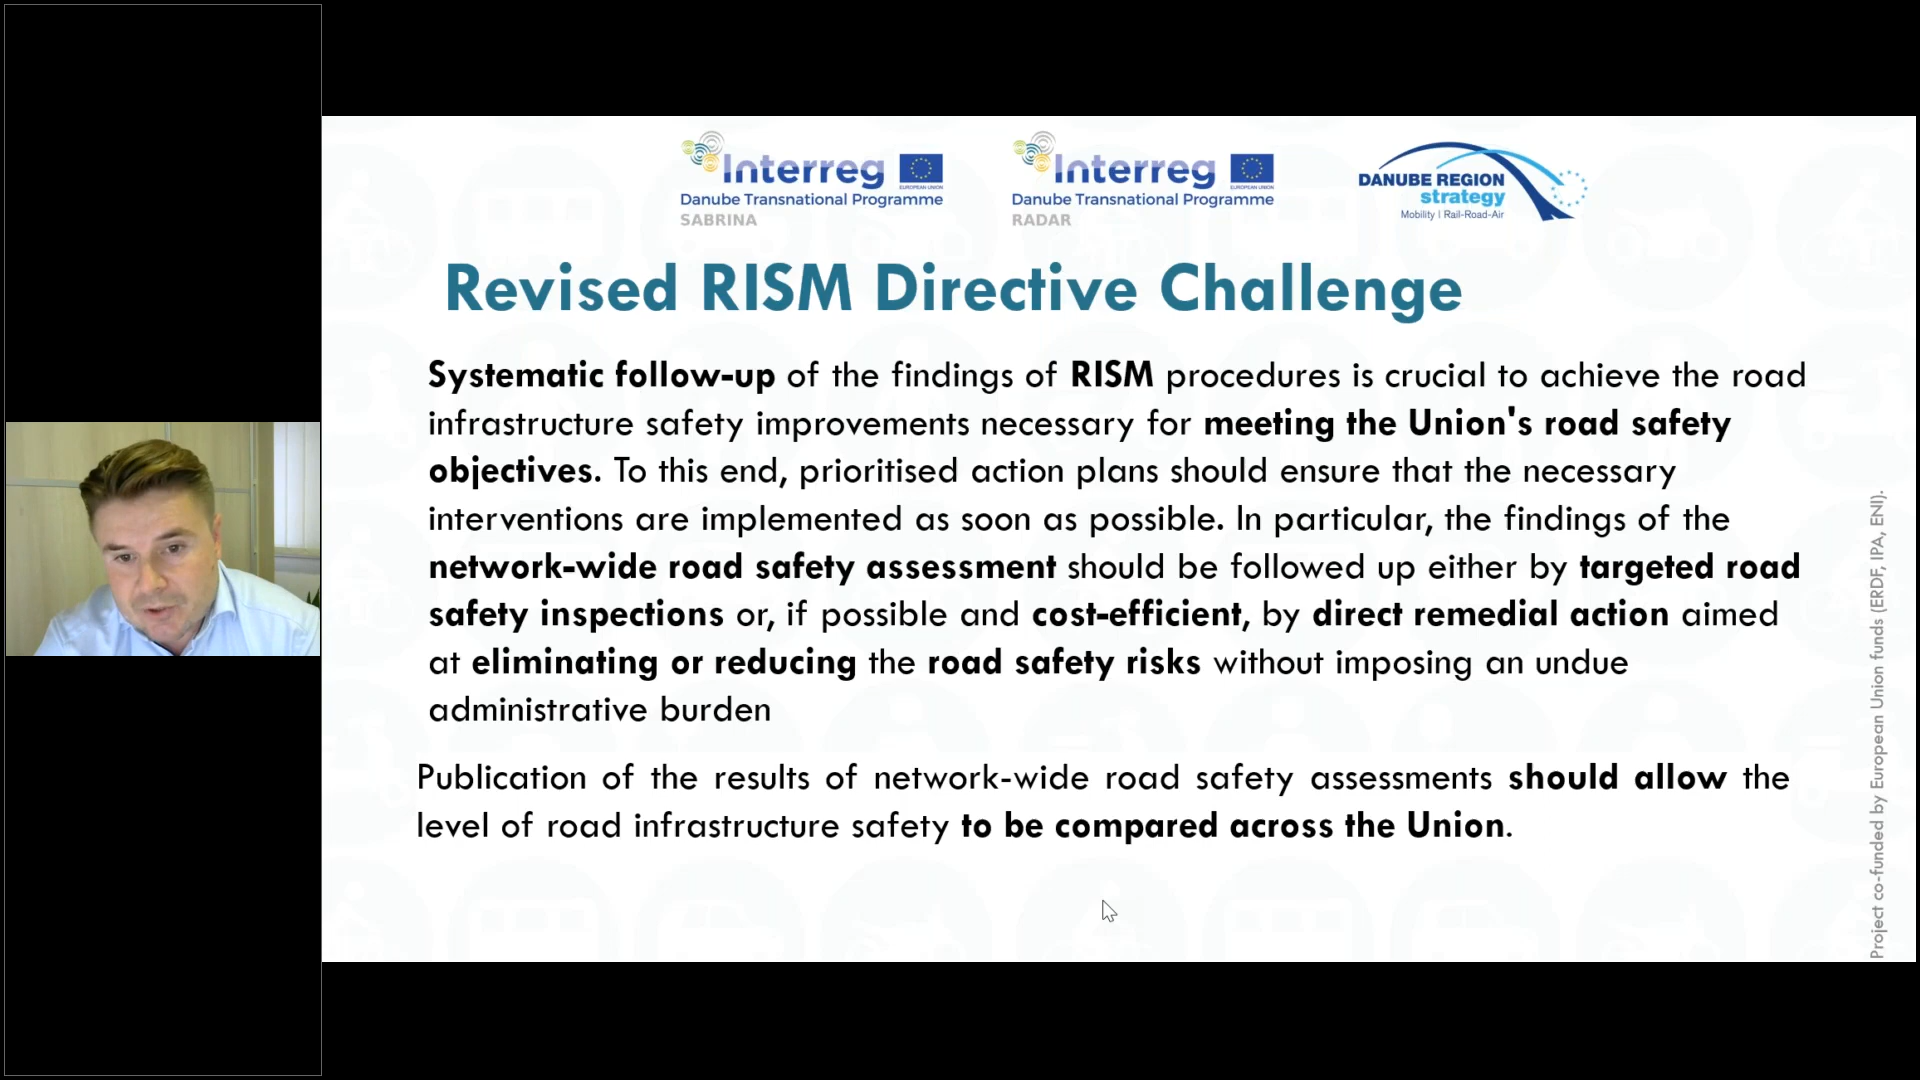 Interreg
EUROPEAN UNION
Danube Transnational Programme
SABRINA
Interreg
EUROPEAN UNION
Danube Transnational Programme
RADAR
DANUBE REGION
strategy
Mobility | Rail-Road-Air
Revised RISM Directive Challenge
Systematic follow-up of the findings of RISM procedures is crucial to achieve the road
infrastructure safety improvements necessary for meeting the Union's road safety
objectives. To this end, prioritised action plans should ensure that the necessary
interventions are implemented as soon as possible. In particular, the findings of the
network-wide road safety assessment should be followed up either by targeted road
safety inspections or, if possible and cost-efficient, by direct remedial action aimed
at eliminating or reducing the road safety risks without imposing an undue
administrative burden
Publication of the results of network-wide road safety assessments should allow the
level of road infrastructure safety to be compared across the Union.
Project co-funded by European Union funds (ERDF, IPA, ENI).